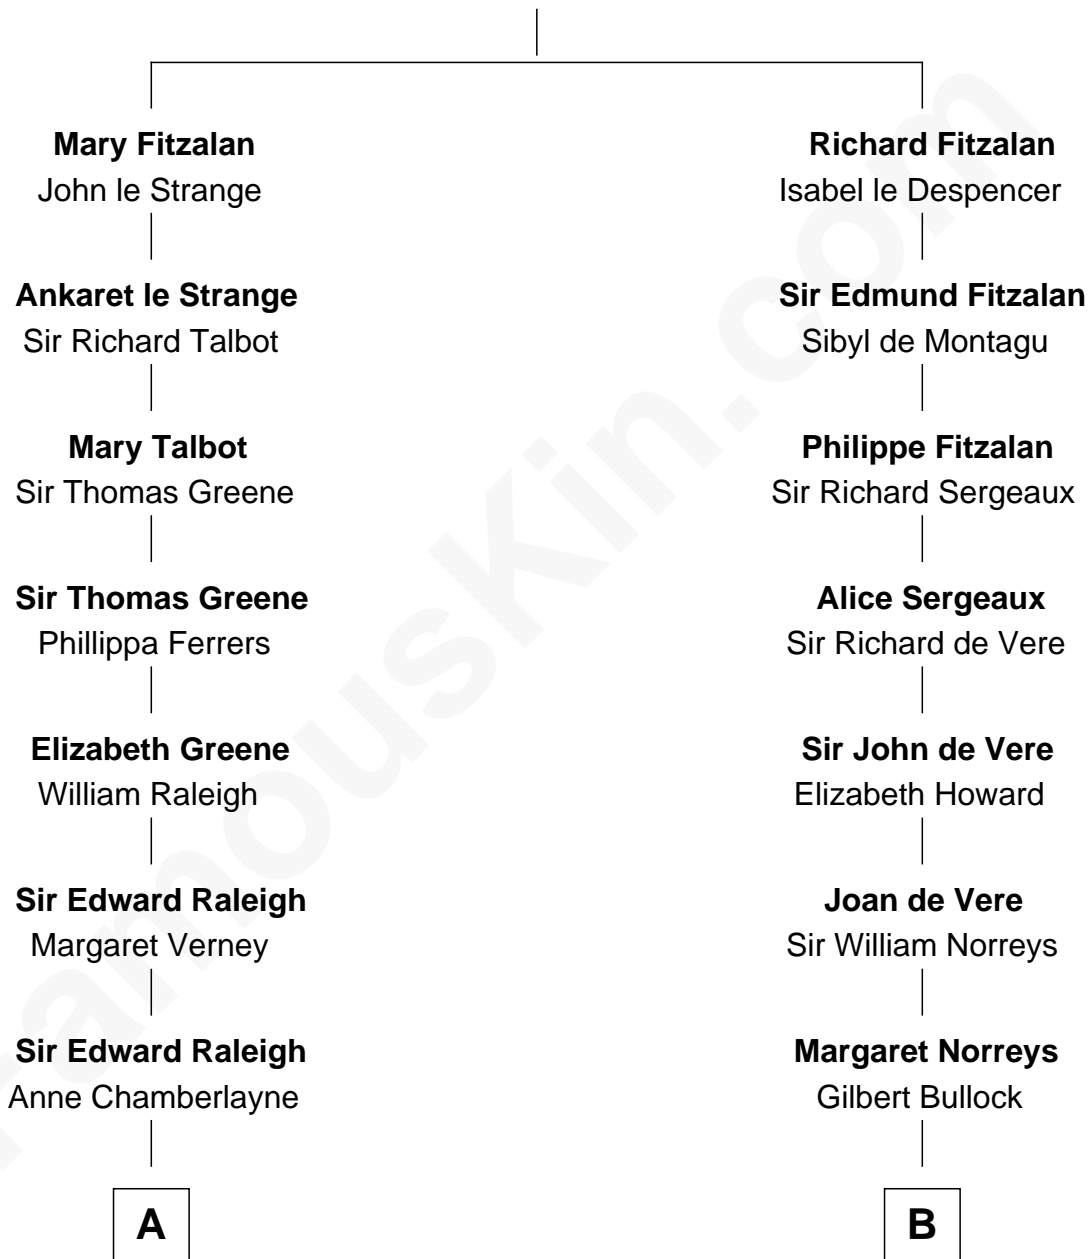 Mary Fitzalan
John le Strange
Richard Fitzalan
Isabel le Despencer
Ankaret le Strange
Sir Richard Talbot
Sir Edmund Fitzalan
Sibyl de Montagu
Mary Talbot
Sir Thomas Greene
Philippe Fitzalan
Sir Richard Sergeaux
Sir Thomas Greene
Phillippa Ferrers
Alice Sergeaux
Sir Richard de Vere
Elizabeth Greene
William Raleigh
Sir John de Vere
Elizabeth Howard
Sir Edward Raleigh
Margaret Verney
Joan de Vere
Sir William Norreys
Sir Edward Raleigh
Anne Chamberlayne
Margaret Norreys
Gilbert Bullock
A
B
FamousKin.com